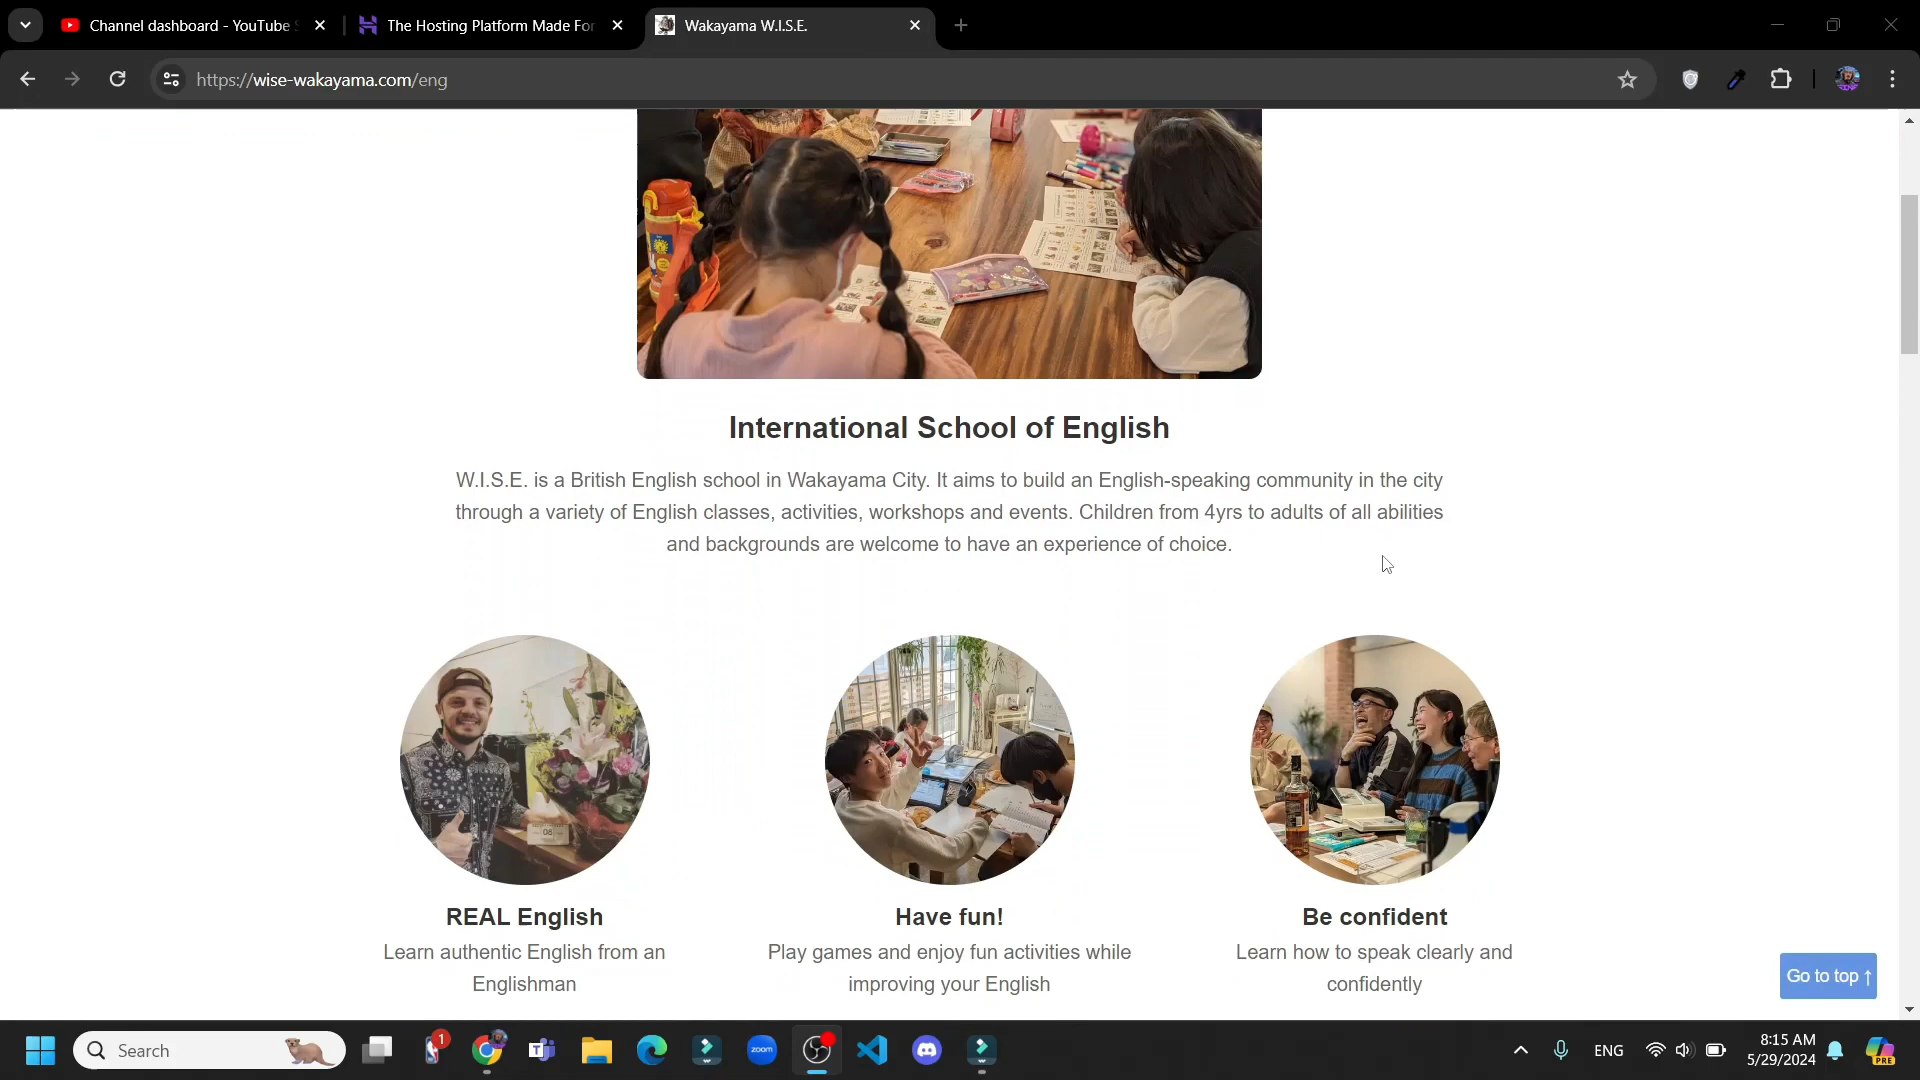 Channel dashboard - YouTube
The Hosting Platform Made For
Wakayama W.I.S.E.
https://wise-wakayama.com/eng
International School of English
W.I.S.E. is a British English school in Wakayama City. It aims to build an English-speaking community in the city
through a variety of English classes, activities, workshops and events. Children from 4yrs to adults of all abilities
and backgrounds are welcome to have an experience of choice.
REAL English
Learn authentic English from an
Englishman
Have fun!
Play games and enjoy fun activities while
improving your English
Be confident
Learn how to speak clearly and
confidently
Go to top ↑
Search
1
zoom
ENG
8:15 AM
5/29/2024
PRE